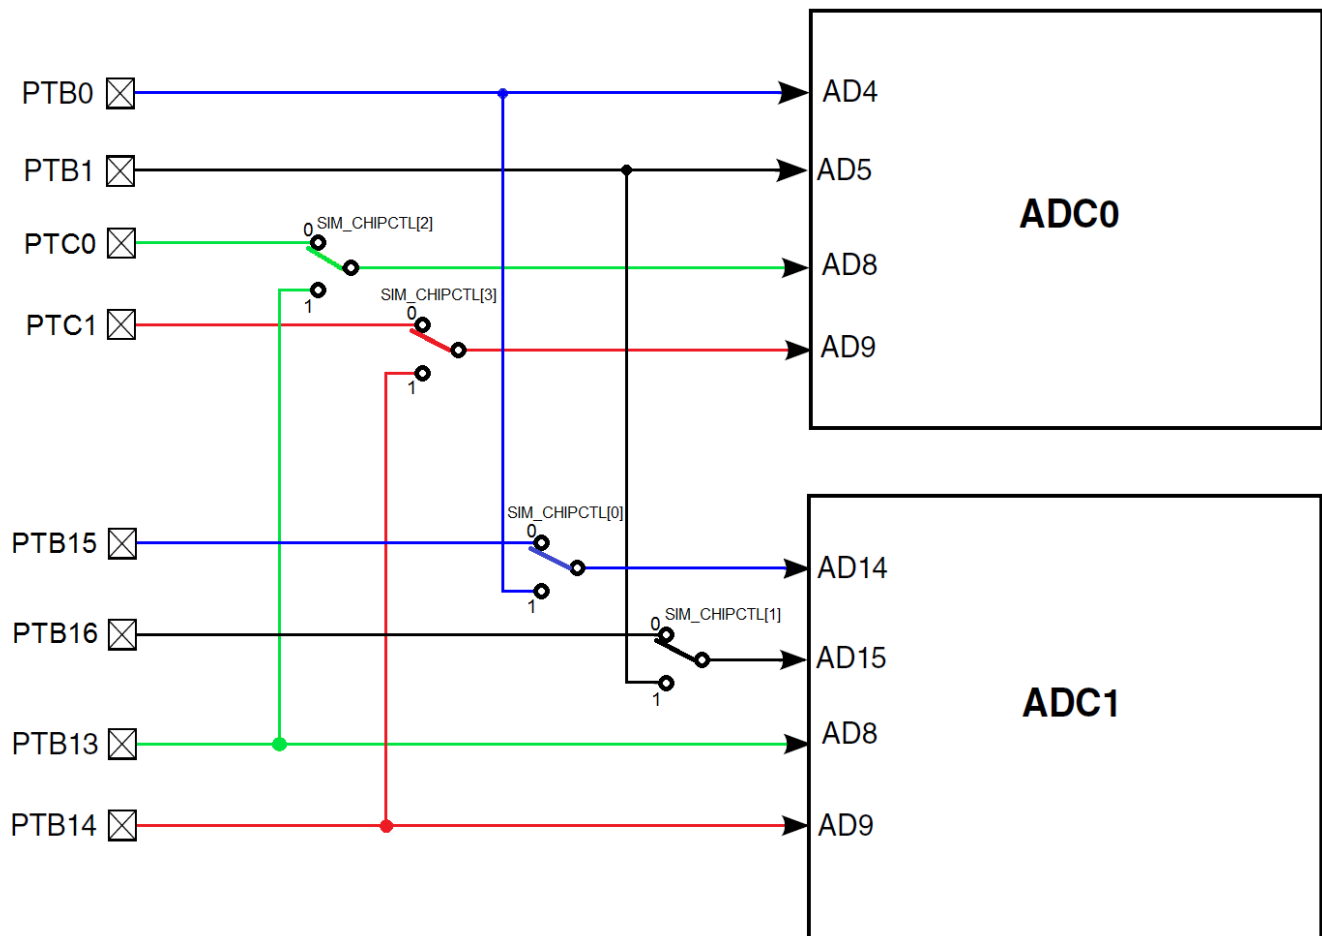 PTB0
AD4
PTB1
AD5
ADC0
PTC0
0
SIM_CHIPCTL[2]
AD8
1
SIM_CHIPCTL[3]
PTC1
0
AD9
1
SIM_CHIPCTL[0]
PTB15
0
AD14
1
SIM_CHIPCTL[1]
PTB16
0
AD15
1
ADC1
PTB13
AD8
PTB14
AD9